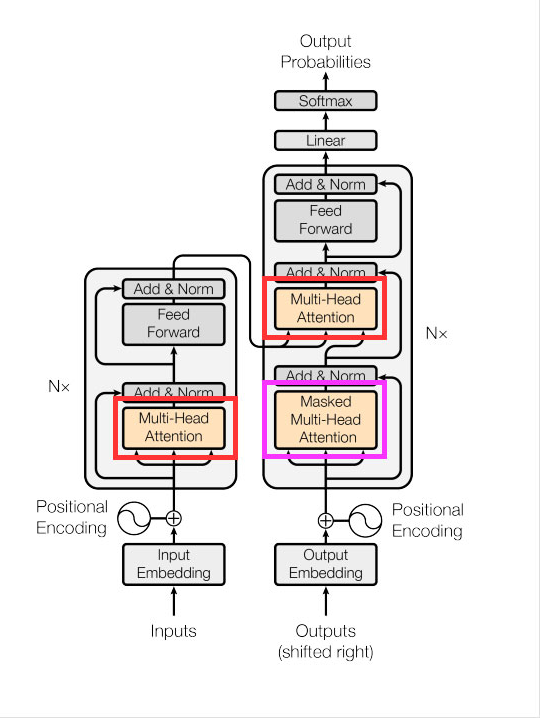 Output
Probabilities
Softmax
Linear
Add & Norm
Feed
Forward
Add & Norm
Multi-Head
Attention
Add & Norm
Masked
Multi-Head
Attention
Nx
Add & Norm
Feed
Forward
Add & Norm
Multi-Head
Attention
N×
Positional
Encoding
Positional
Encoding
Input
Embedding
Output
Embedding
Inputs
Outputs
(shifted right)